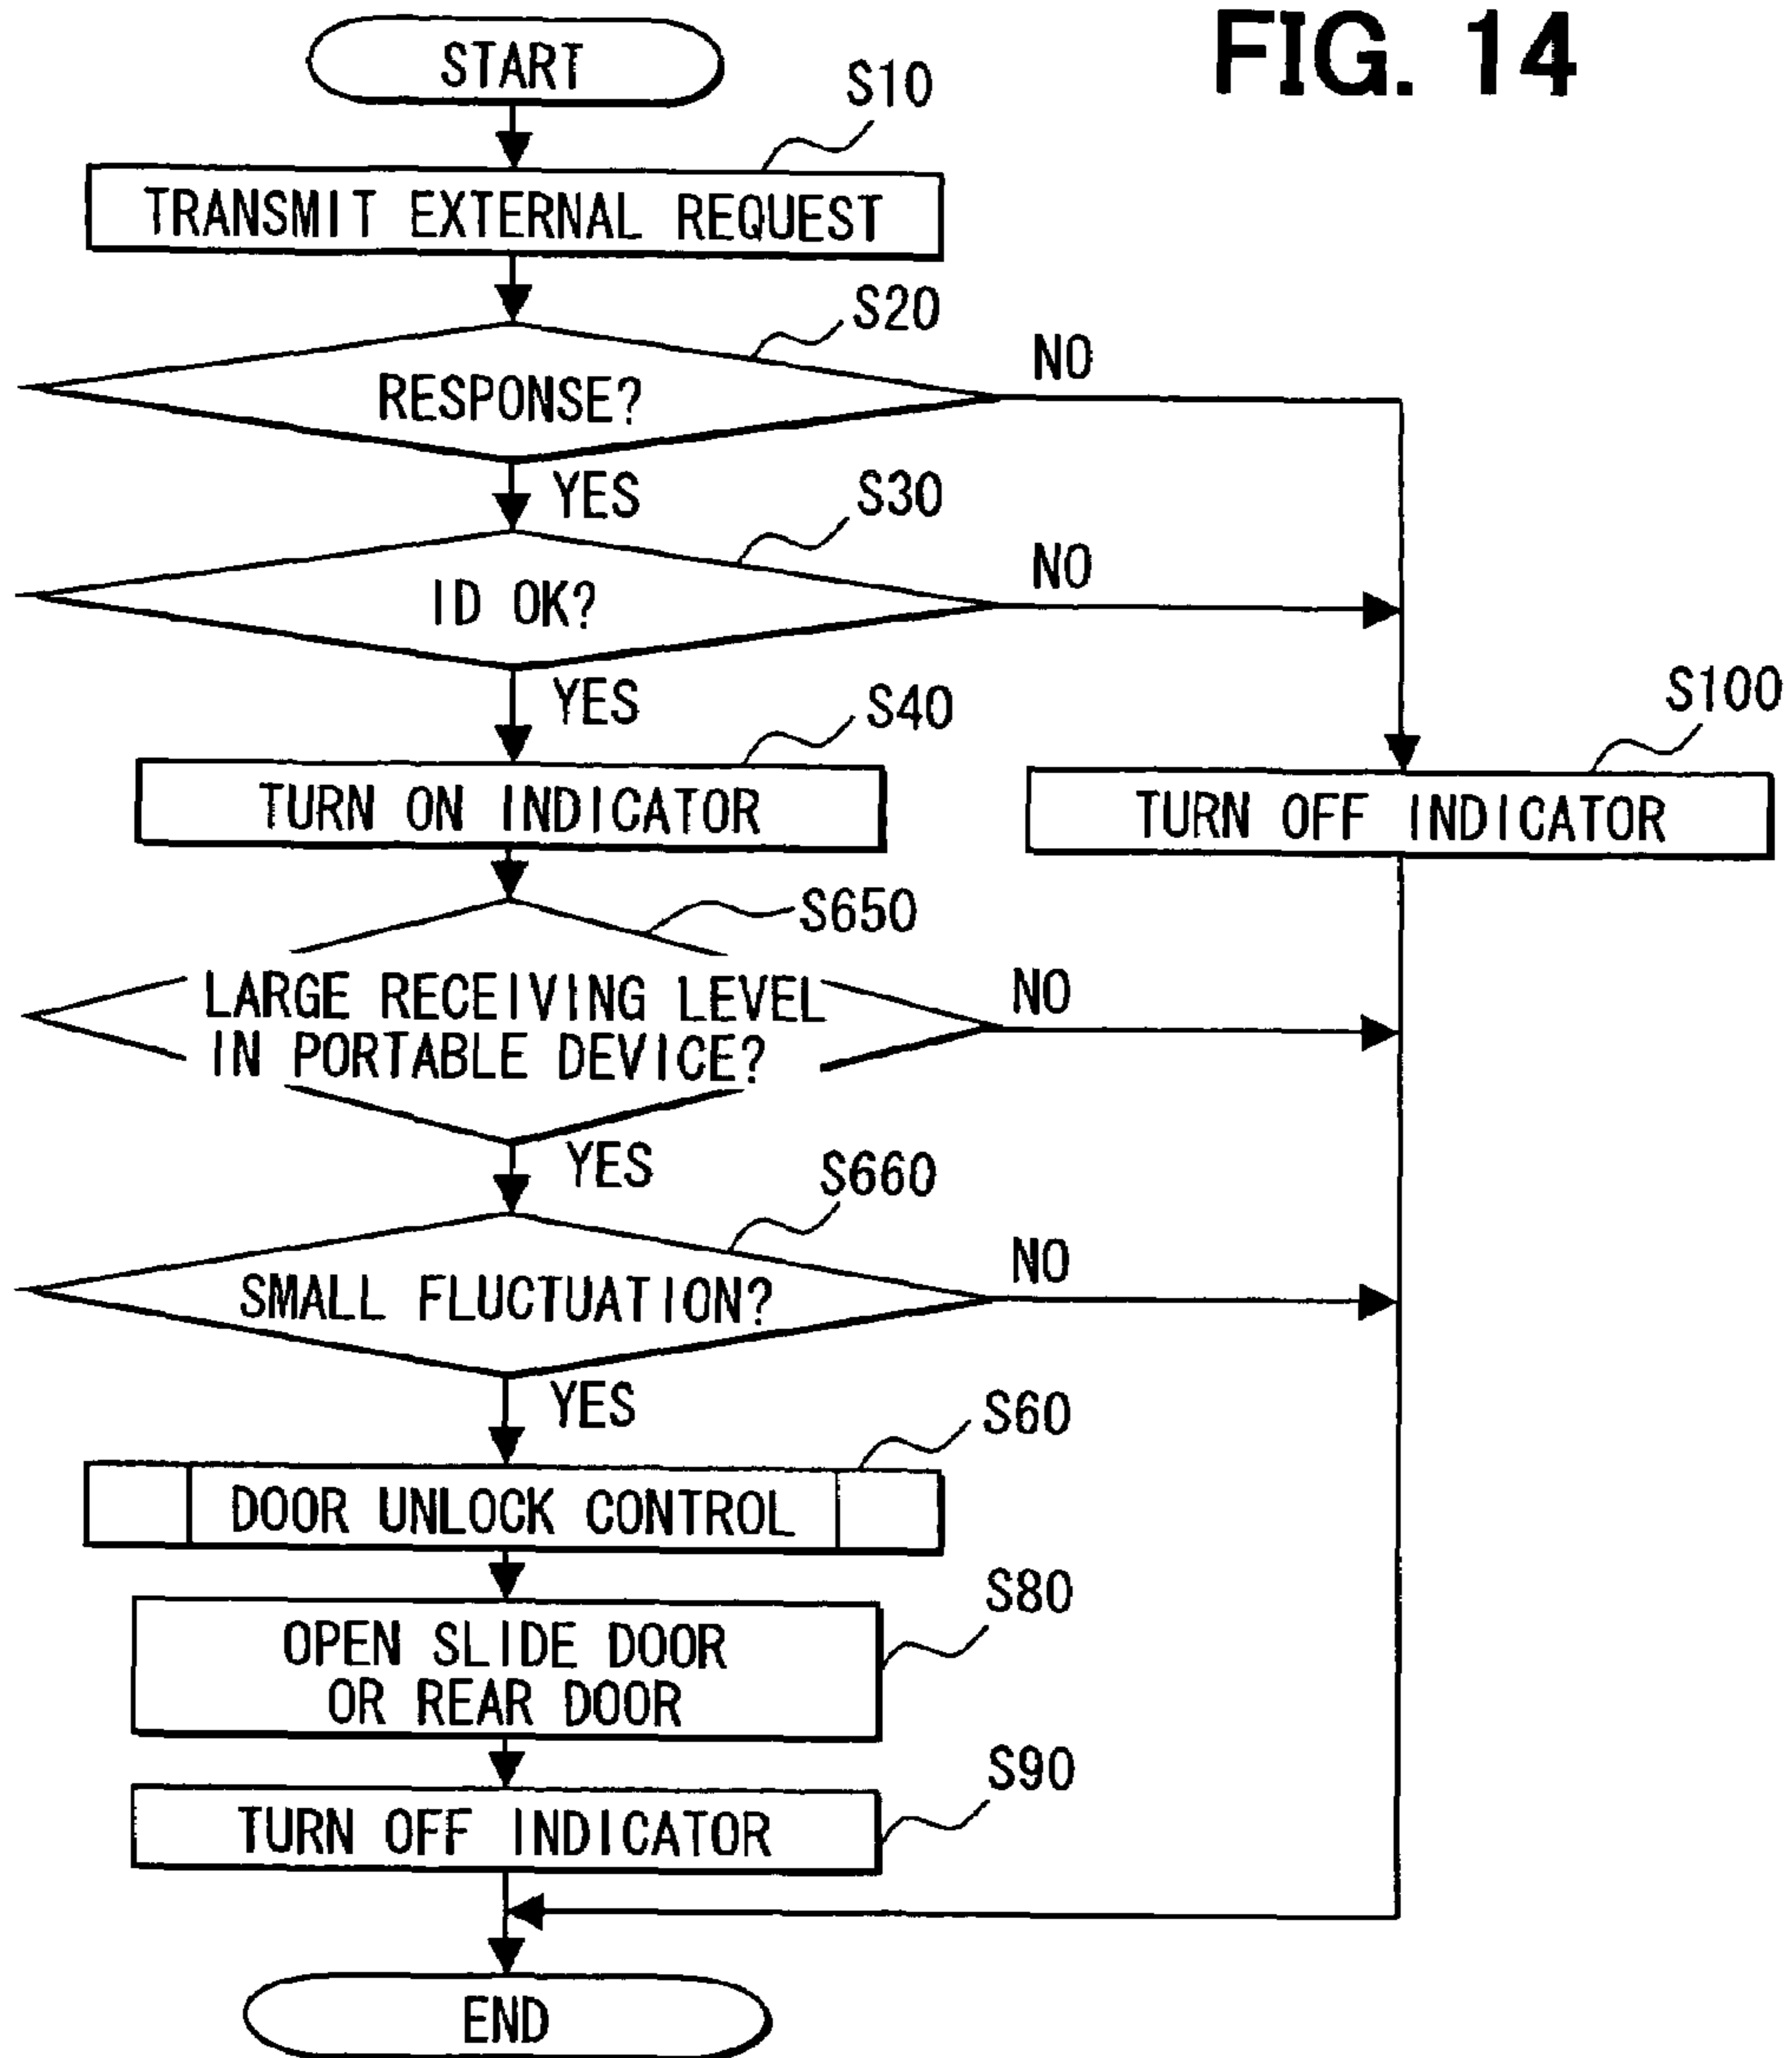 FIG. 14
START
S10
TRANSMIT EXTERNAL REQUEST
S20
RESPONSE?
NO
YES
S30
ID OK?
NO
YES
S40
TURN ON INDICATOR
S100
TURN OFF INDICATOR
S650
LARGE RECEIVING LEVEL
IN PORTABLE DEVICE?
NO
YES
S660
SMALL FLUCTUATION?
NO
YES
S60
DOOR UNLOCK CONTROL
S80
OPEN SLIDE DOOR
OR REAR DOOR
S90
TURN OFF INDICATOR
END